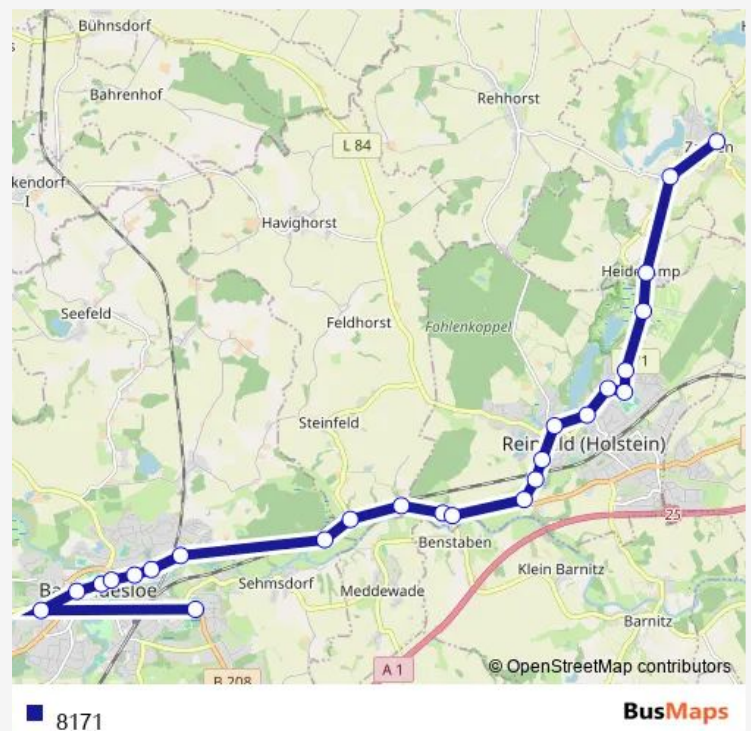 Bühnsdorf
Bahrenhof
Rehhorst
L 84
Havighorst
Seefeld
Feldhorst
Fohlenkoppel
Steinfeld
25
Benstaben
Klein Barnitz
Sehmsdorf
Meddewade
Barnitz
A 1
B 208
© OpenStreetMap contributors
8171
BusMaps